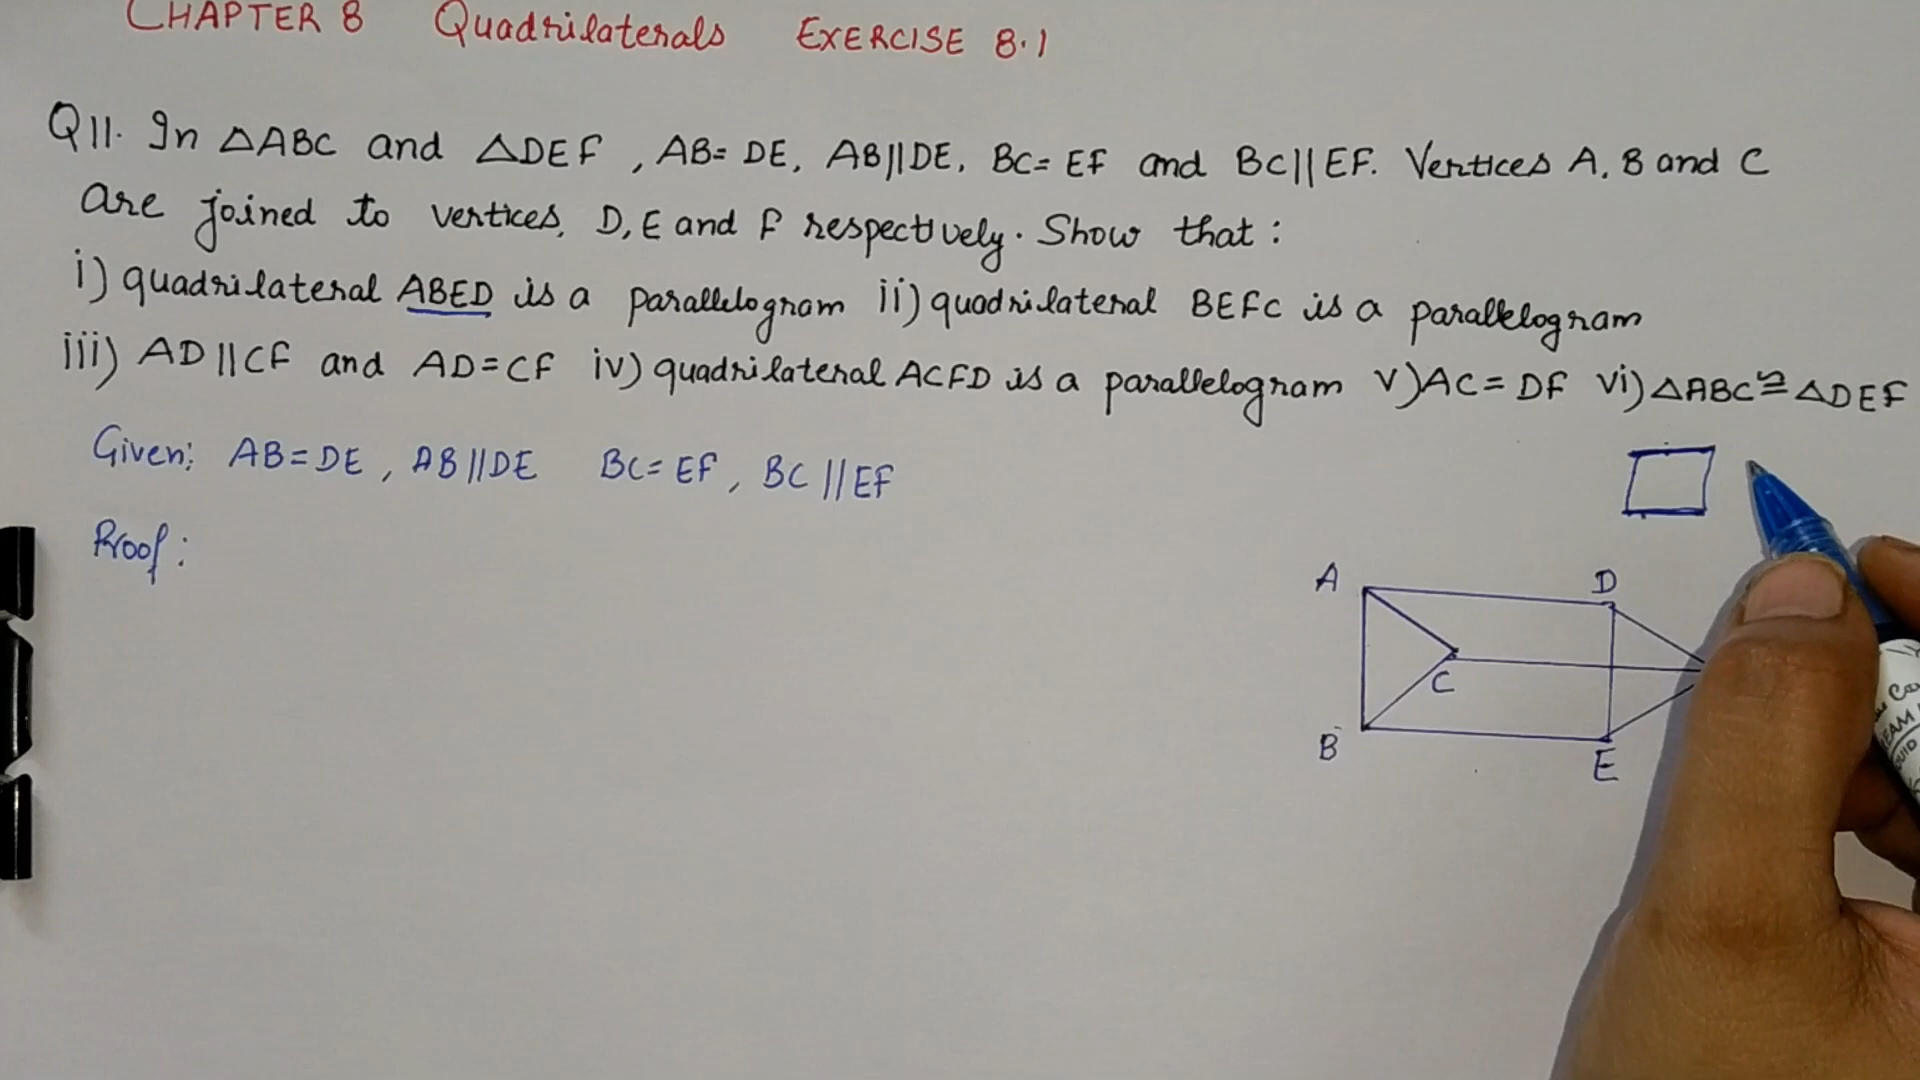 CHAPTER 8 Quadrilaterals EXERCISE 8.1
Q11. In △ABC and △DEF, AB= DE, AB||DE, BC= EF and BC||EF. Vertices A, B and C
are joined to vertices, D, E and F respectively. Show that:
i) quadrilateral ABED is a parallelogram ii) quadrilateral BEFC is a parallelogram
iii) AD||CF and AD=CF iv) quadrilateral ACFD is a parallelogram v) AC= DF vi) △ABC≅△DEF
Given: AB=DE, AB||DE BC= EF, BC||EF
Proof:
A D
C
B E